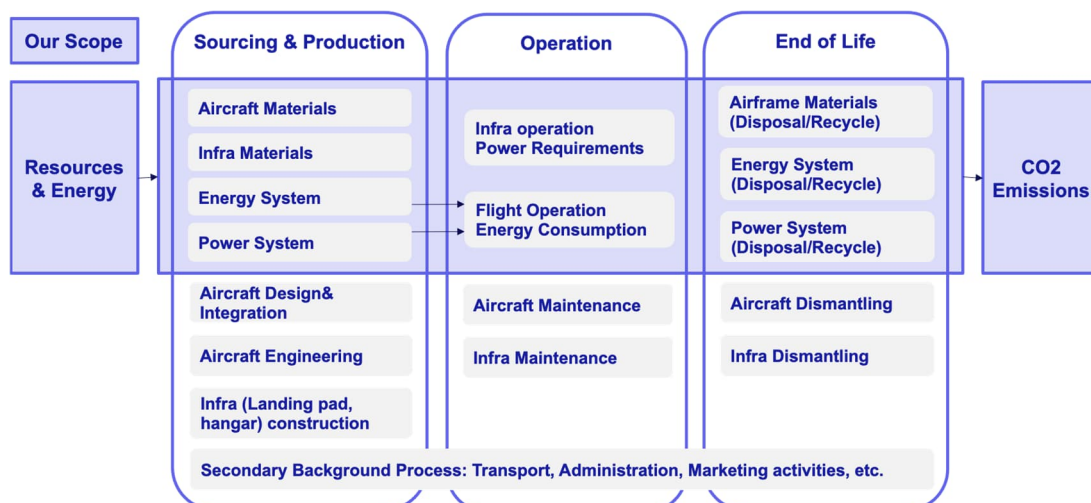 Our Scope
Sourcing & Production
Operation
End of Life
Resources
& Energy
Aircraft Materials
Infra Materials
Energy System
Power System
Infra operation
Power Requirements
Flight Operation
Energy Consumption
Airframe Materials
(Disposal/Recycle)
Energy System
(Disposal/Recycle)
Power System
(Disposal/Recycle)
CO2
Emissions
Aircraft Design&
Integration
Aircraft Engineering
Infra (Landing pad,
hangar) construction
Aircraft Maintenance
Infra Maintenance
Aircraft Dismantling
Infra Dismantling
Secondary Background Process: Transport, Administration, Marketing activities, etc.